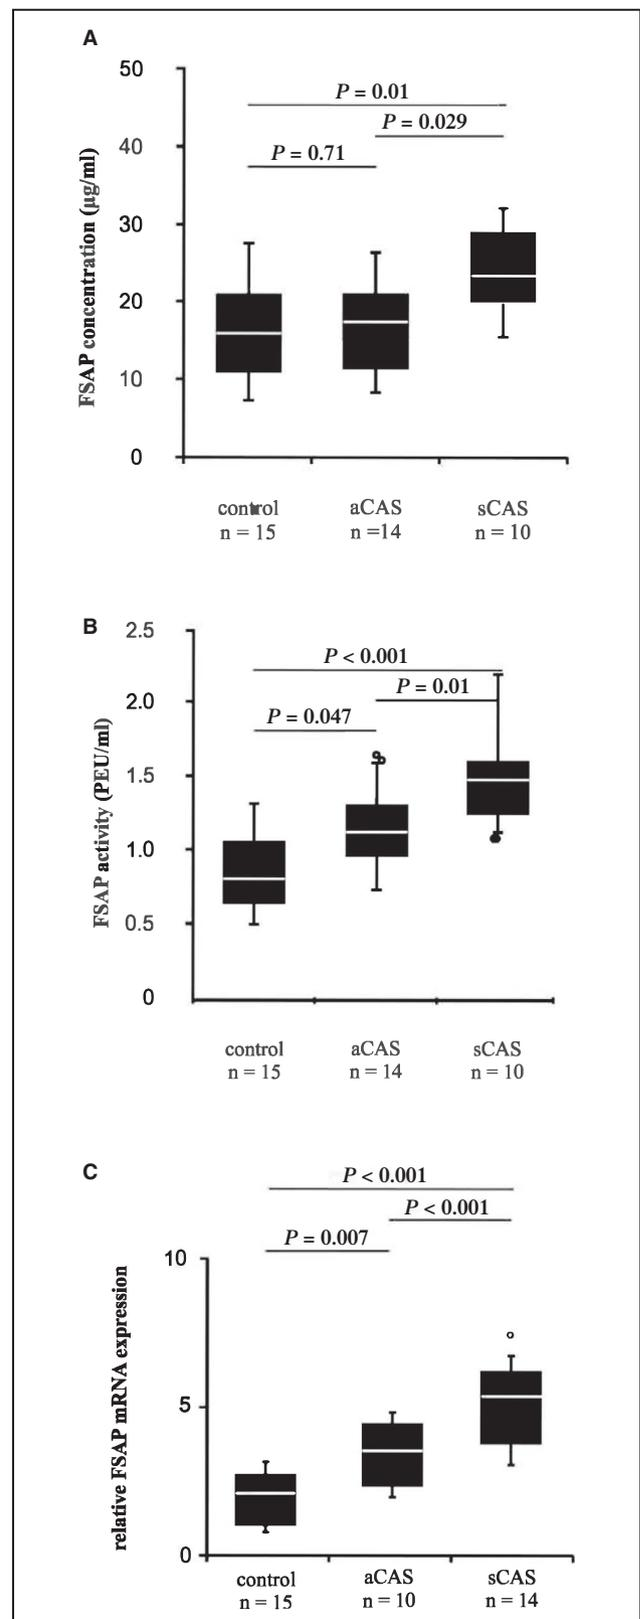 A
50
P = 0.01
P = 0.029
40
P = 0.71
30
20
10
0
FSAP concentration (µg/ml)
control aCAS sCAS
n = 15 n =14 n = 10
B
2.5
P < 0.001
P = 0.01
2.0
P = 0.047
1.5
1.0
0.5
0
FSAP activity (PEU/ml)
control aCAS sCAS
n = 15 n = 14 n = 10
C
P < 0.001
P < 0.001
P = 0.007
10
5
0
relative FSAP mRNA expression
control aCAS sCAS
n = 15 n = 10 n = 14